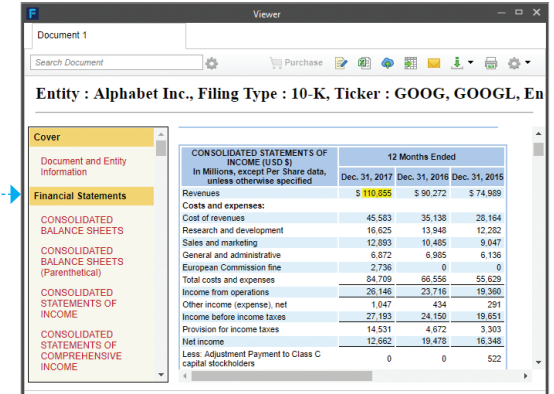 F
Viewer
Document 1
Search Document
Purchase
Entity : Alphabet Inc., Filing Type : 10-K, Ticker : GOOG, GOOGL, En
Cover
Document and Entity
Information
Financial Statements
CONSOLIDATED
BALANCE SHEETS
CONSOLIDATED
BALANCE SHEETS
(Parenthetical)
CONSOLIDATED
STATEMENTS OF
INCOME
CONSOLIDATED
STATEMENTS OF
COMPREHENSIVE
INCOME
CONSOLIDATED STATEMENTS OF
INCOME (USD $)
In Millions, except Per Share data,
unless otherwise specified
12 Months Ended
Dec. 31, 2017 Dec. 31, 2016 Dec. 31, 2015
Revenues $ 110,855 $ 90,272 $ 74,989
Costs and expenses:
Cost of revenues 45,583 35,138 28,164
Research and development 16,625 13,948 12,282
Sales and marketing 12,893 10,485 9,047
General and administrative 6,872 6,985 6,136
European Commission fine 2,736 0 0
Total costs and expenses 84,709 66,556 55,629
Income from operations 26,146 23,716 19,360
Other income (expense), net 1,047 434 291
Income before income taxes 27,193 24,150 19,651
Provision for income taxes 14,531 4,672 3,303
Net income 12,662 19,478 16,348
Less: Adjustment Payment to Class C
capital stockholders 0 0 522